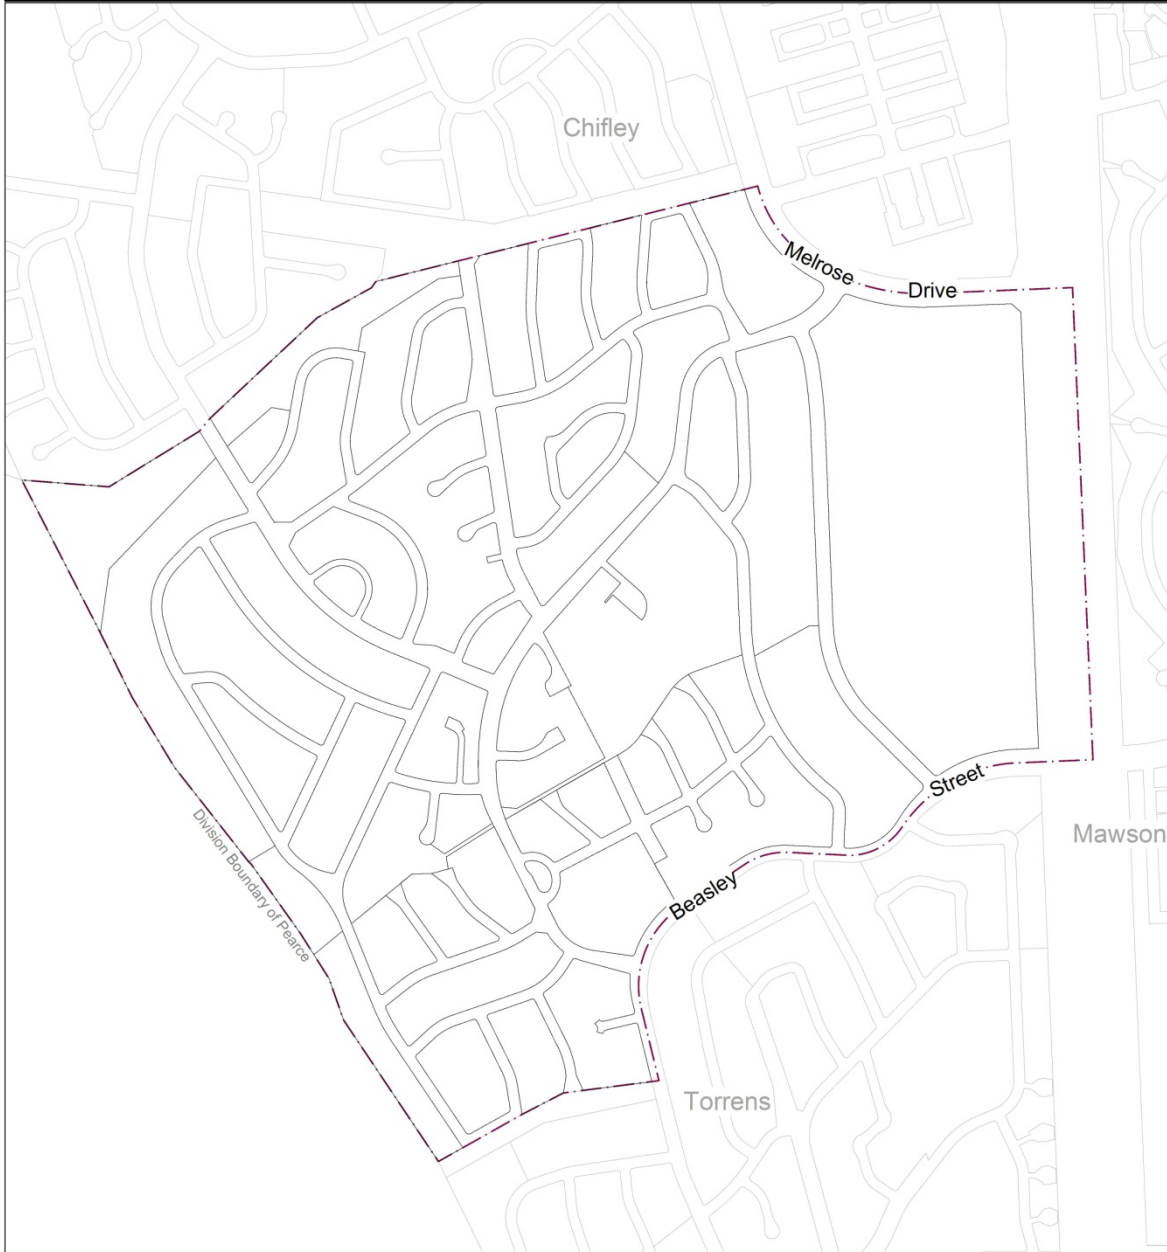 Chifley
Melrose
Drive
Street
Mawson
Division Boundary of Pearce
Beasley
Torrens